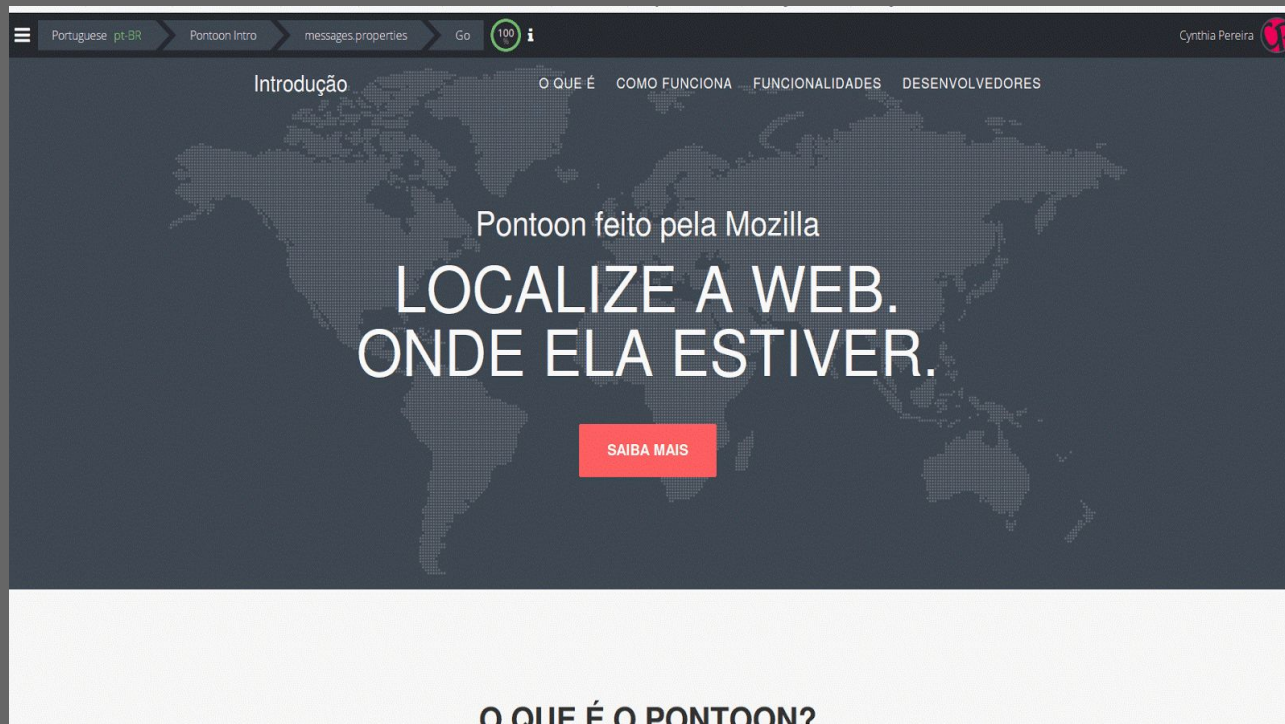 Portuguese pt-BR Pontoon Intro messages.properties Go 100 % Cynthia Pereira
Introdução O QUE É COMO FUNCIONA FUNCIONALIDADES DESENVOLVEDORES
Pontoon feito pela Mozilla
LOCALIZE A WEB.
ONDE ELA ESTIVER.
SAIBA MAIS
O QUE É O PONTOON?